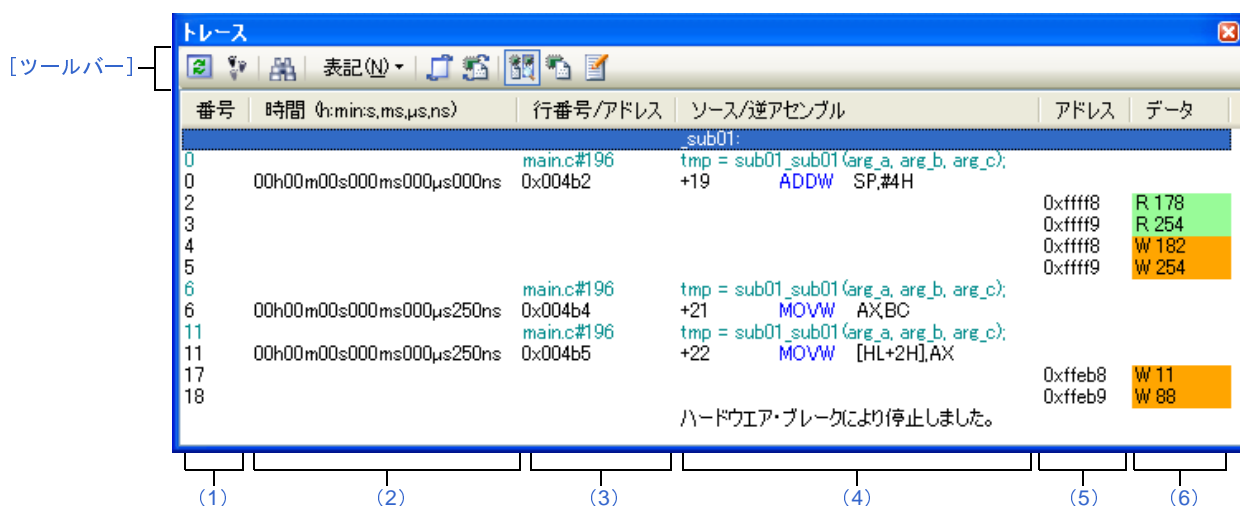 トレース
[ツールバー]
表記(N)
番号 時間 (h:min:s,ms,μs,ns) 行番号/アドレス ソース/逆アセンブル アドレス データ
_sub01:
0 main.c#196 tmp = sub01_sub01(arg_a, arg_b, arg_c);
0 00h00m00s000ms000μs000ns 0x004b2 +19 ADDW SP,#4H
2 0xffff8 R 178
3 0xffff9 R 254
4 0xffff8 W 182
5 0xffff9 W 254
6 main.c#196 tmp = sub01_sub01(arg_a, arg_b, arg_c);
6 00h00m00s000ms000μs250ns 0x004b4 +21 MOVW AX,BC
11 main.c#196 tmp = sub01_sub01(arg_a, arg_b, arg_c);
11 00h00m00s000ms000μs250ns 0x004b5 +22 MOVW [HL+2H],AX
17 0xffeb8 W 11
18 0xffeb9 W 88
ハードウエア・ブレークにより停止しました。
(1) (2) (3) (4) (5) (6)